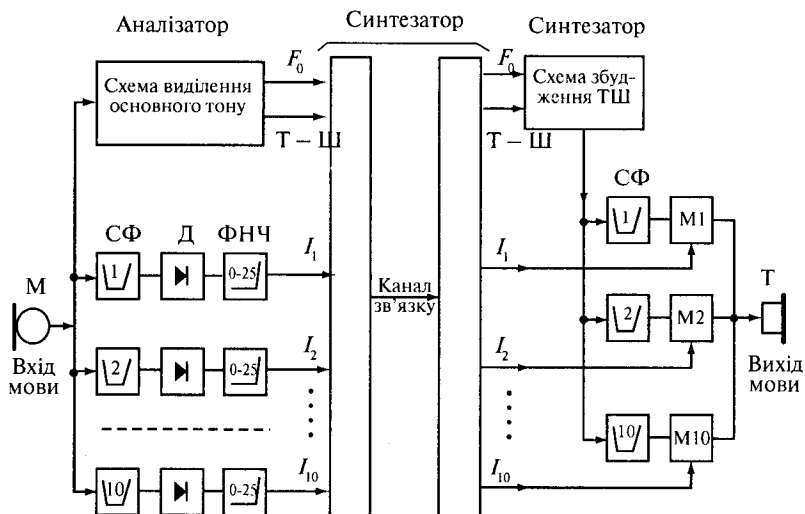 Аналізатор
Синтезатор
Синтезатор
F₀
F₀
Схема виділення
основного тону
Схема збуд-
ження ТШ
Т – Ш
Т – Ш
СФ
Д
ФНЧ
СФ
1
М1
1
0-25
I₁
I₁
М
Канал
зв'язку
Т
Вхід
мови
2
М2
Вихід
мови
2
0-25
I₂
I₂
10
М10
10
0-25
I₁₀
I₁₀